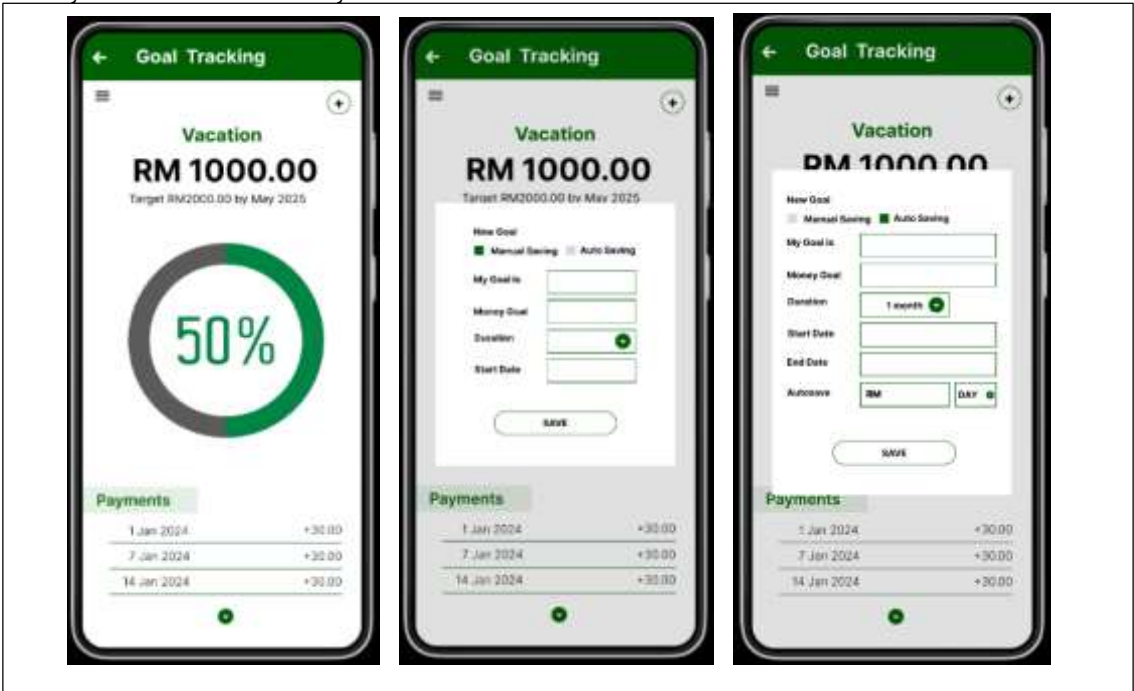 Goal Tracking
Vacation
RM 1000.00
Target RM2000.00 by May 2025
50%
Payments
1 Jan 2024 +30.00
7 Jan 2024 +30.00
14 Jan 2024 +30.00
Goal Tracking
Vacation
RM 1000.00
Target RM2000.00 by May 2025
New Goal
Manual Saving Auto Saving
My Goal is
Money Goal
Duration
Start Date
SAVE
Payments
1 Jan 2024 +30.00
7 Jan 2024 +30.00
14 Jan 2024 +30.00
Goal Tracking
Vacation
RM 1000.00
New Goal
Manual Saving Auto Saving
My Goal is
Money Goal
Duration 1 month
Start Date
End Date
Autosave RM DAY
SAVE
Payments
1 Jan 2024 +30.00
7 Jan 2024 +30.00
14 Jan 2024 +30.00